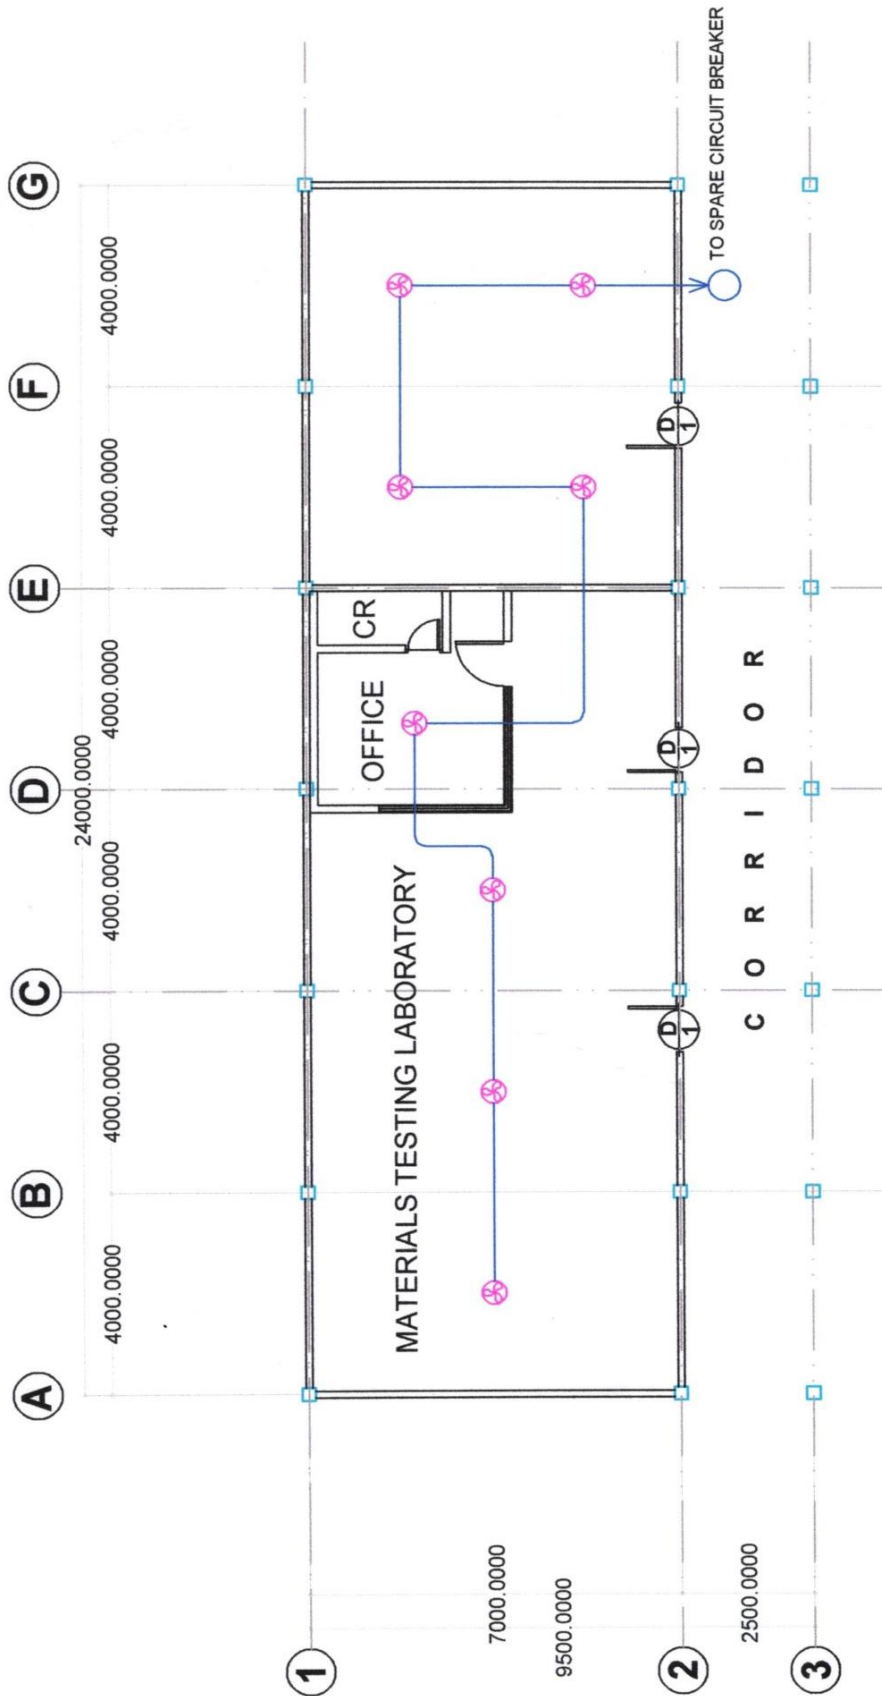 A
B
C
D
E
F
G
24000.0000
4000.0000
4000.0000
4000.0000
4000.0000
4000.0000
4000.0000
1
7000.0000
9500.0000
2
2500.0000
3
MATERIALS TESTING LABORATORY
OFFICE
CR
D
1
D
1
D
1
CORRIDOR
TO SPARE CIRCUIT BREAKER